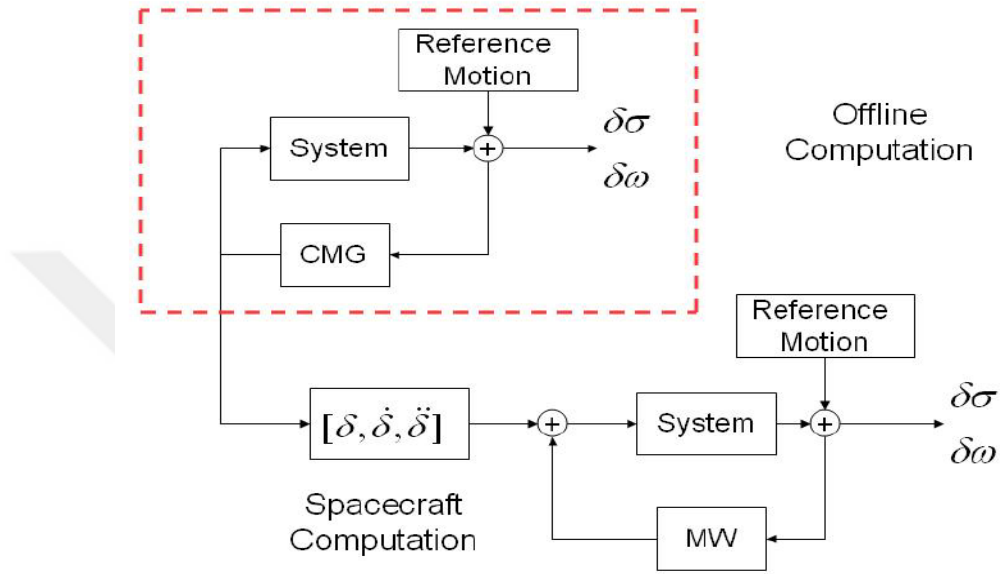 Reference
Motion
δσ
δω
Offline
Computation
System
+
CMG
Reference
Motion
[δ, δ̇, δ̈]
+
System
+
δσ
δω
Spacecraft
Computation
MW